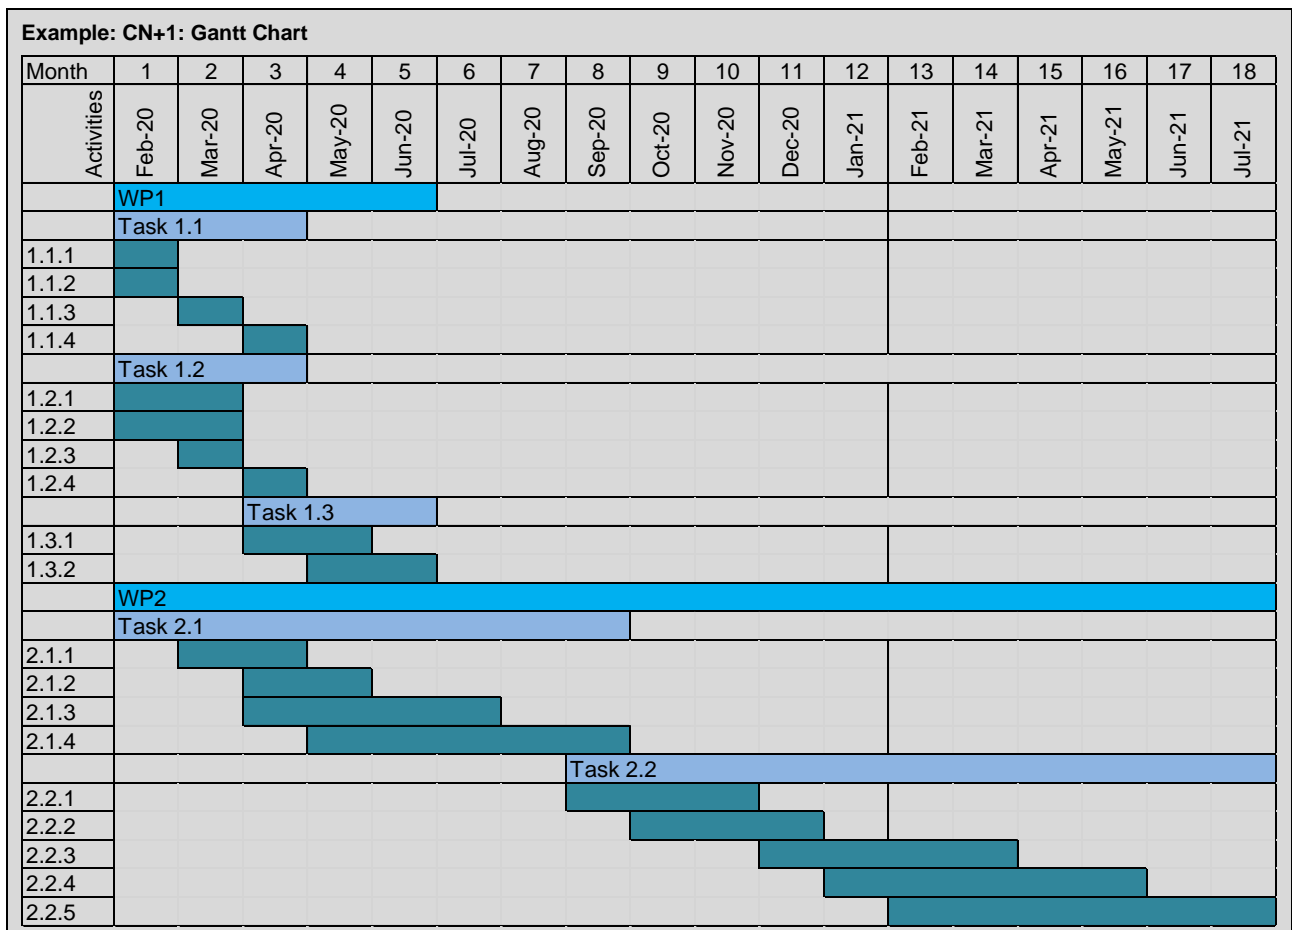 Example: CN+1: Gantt Chart
Month 1 2 3 4 5 6 7 8 9 10 11 12 13 14 15 16 17 18
Activities Feb-20 Mar-20 Apr-20 May-20 Jun-20 Jul-20 Aug-20 Sep-20 Oct-20 Nov-20 Dec-20 Jan-21 Feb-21 Mar-21 Apr-21 May-21 Jun-21 Jul-21
WP1
Task 1.1
1.1.1
1.1.2
1.1.3
1.1.4
Task 1.2
1.2.1
1.2.2
1.2.3
1.2.4
Task 1.3
1.3.1
1.3.2
WP2
Task 2.1
2.1.1
2.1.2
2.1.3
2.1.4
Task 2.2
2.2.1
2.2.2
2.2.3
2.2.4
2.2.5